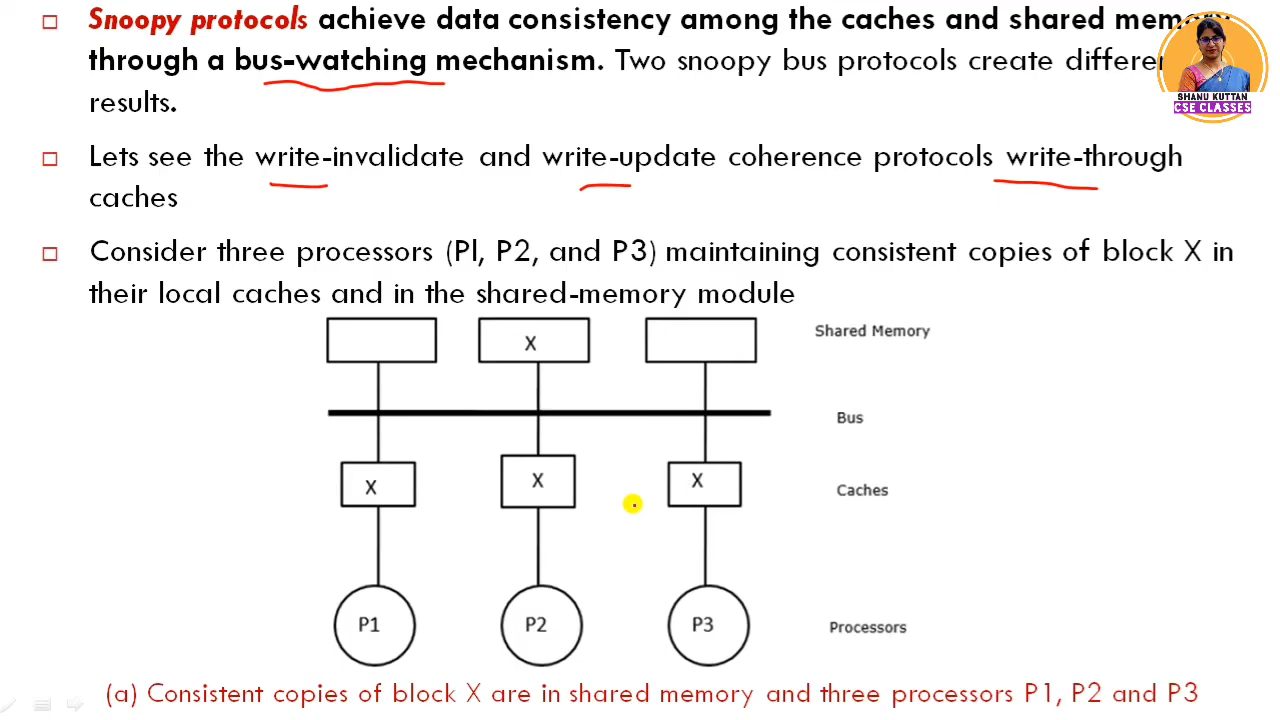 Snoopy protocols achieve data consistency among the caches and shared memory
through a bus-watching mechanism. Two snoopy bus protocols create
results.
SHANU KUTTAN
CSE CLASSES
Lets see the write-invalidate and write-update coherence protocols write-through
caches
Consider three processors (Pl, P2, and P3) maintaining consistent copies of block X in
their local caches and in the shared-memory module
X
Shared Memory
Bus
X X X
Caches
P1 P2 P3
Processors
(a) Consistent copies of block X are in shared memory and three processors P1, P2 and P3